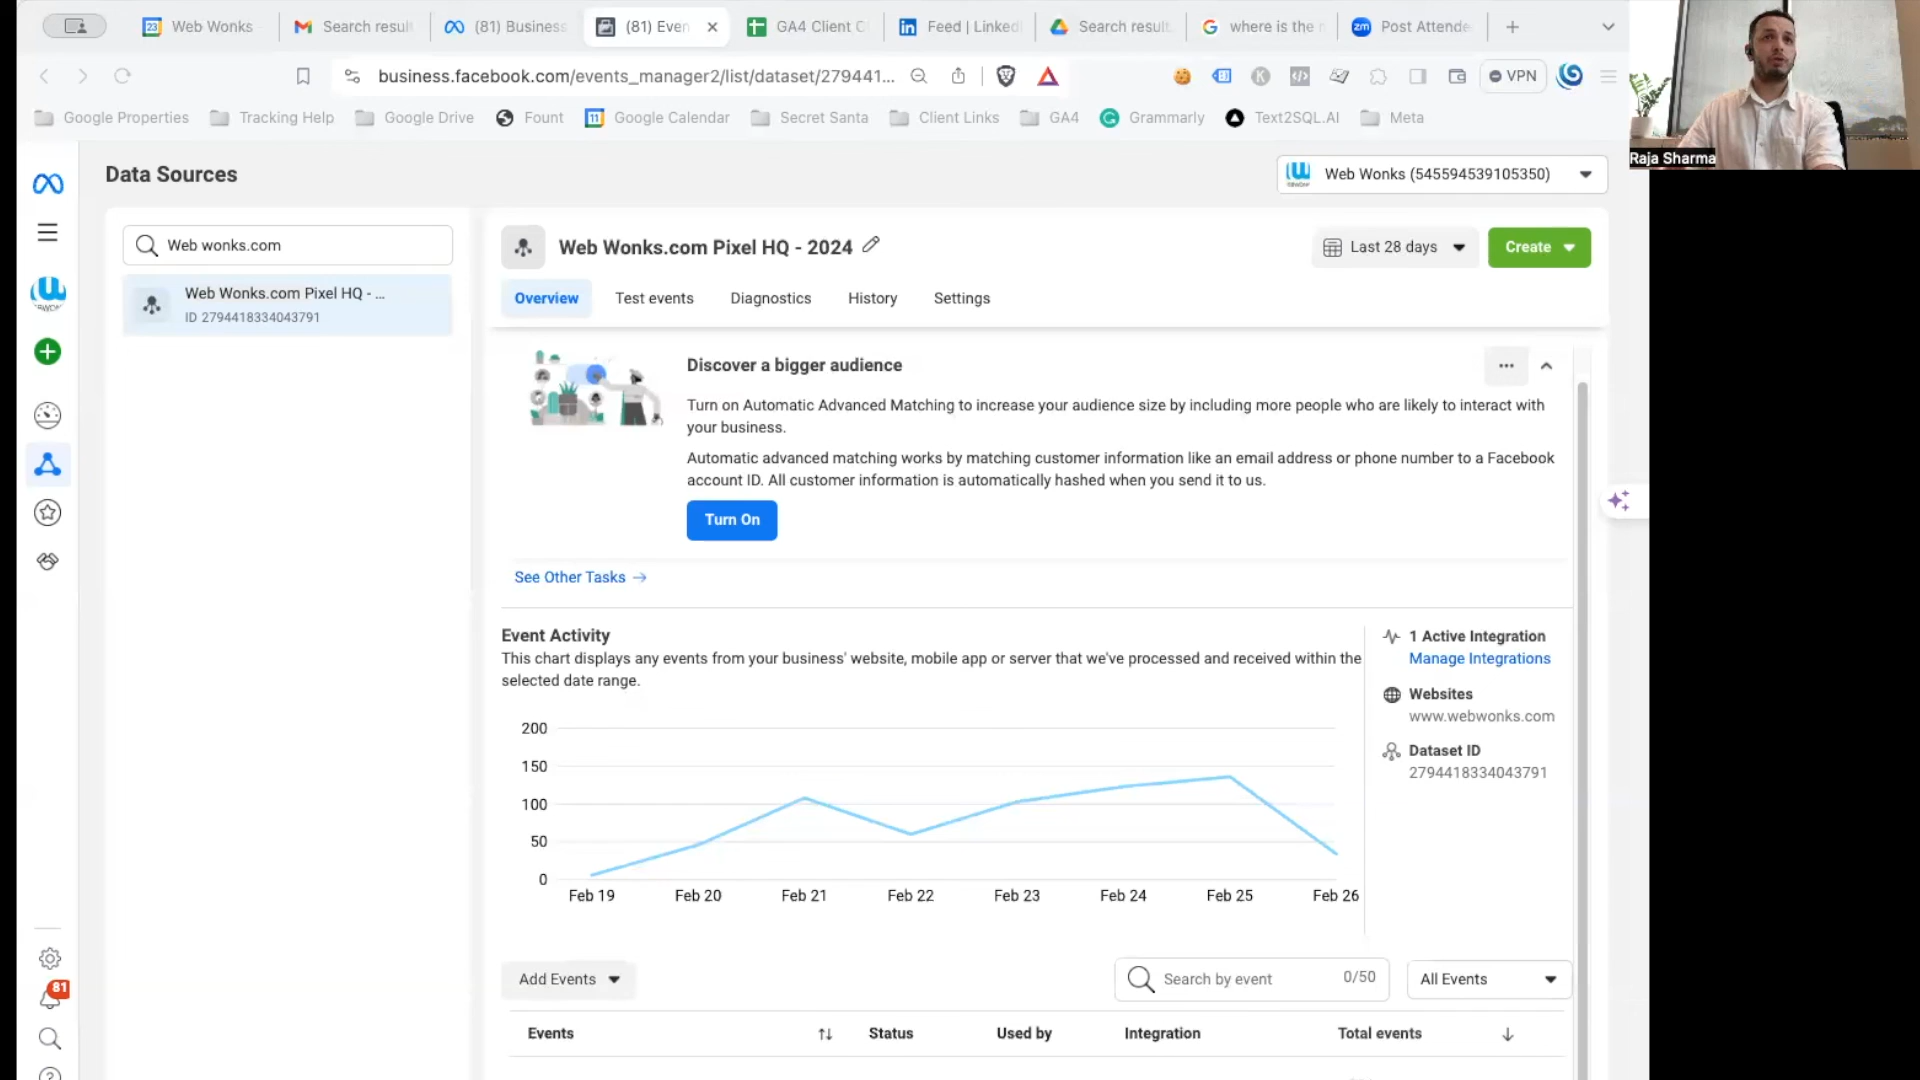 Web Wonks
Search result
(81) Business
(81) Even
GA4 Client C
Feed | Linked
Search result
where is the n
Post Attende
business.facebook.com/events_manager2/list/dataset/279441...
VPN
Google Properties
Tracking Help
Google Drive
Fount
Google Calendar
Secret Santa
Client Links
GA4
Grammarly
Text2SQL.AI
Meta
Raja Sharma
Data Sources
Web Wonks (545594539105350)
Web wonks.com
Web Wonks.com Pixel HQ - ...
ID 2794418334043791
Web Wonks.com Pixel HQ - 2024
Last 28 days
Create
Overview
Test events
Diagnostics
History
Settings
Discover a bigger audience
Turn on Automatic Advanced Matching to increase your audience size by including more people who are likely to interact with
your business.
Automatic advanced matching works by matching customer information like an email address or phone number to a Facebook
account ID. All customer information is automatically hashed when you send it to us.
Turn On
See Other Tasks
Event Activity
This chart displays any events from your business' website, mobile app or server that we've processed and received within the
selected date range.
1 Active Integration
Manage Integrations
Websites
www.webwonks.com
Dataset ID
2794418334043791
200
150
100
50
0
Feb 19
Feb 20
Feb 21
Feb 22
Feb 23
Feb 24
Feb 25
Feb 26
81
Add Events
Search by event
0/50
All Events
Events
Status
Used by
Integration
Total events